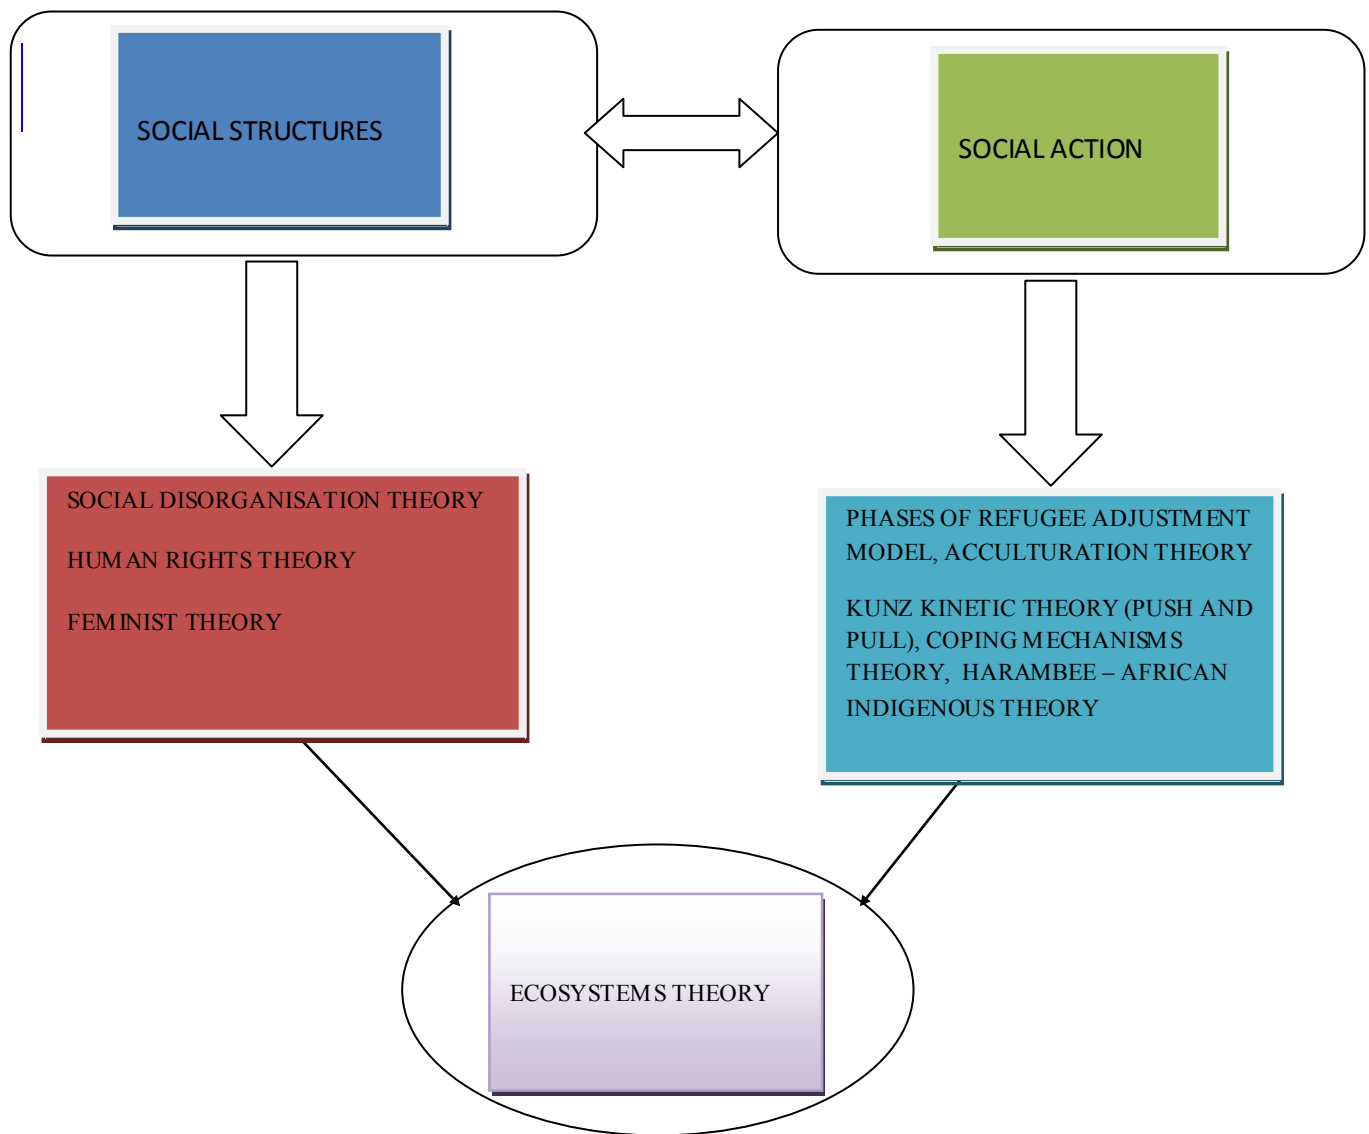 SOCIAL STRUCTURES
SOCIAL ACTION
SOCIAL DISORGANISATION THEORY
HUMAN RIGHTS THEORY
FEMINIST THEORY
PHASES OF REFUGEE ADJUSTMENT
MODEL, ACCULTURATION THEORY
KUNZ KINETIC THEORY (PUSH AND
PULL), COPING MECHANISMS
THEORY, HARAMBEE – AFRICAN
INDIGENOUS THEORY
ECOSYSTEMS THEORY